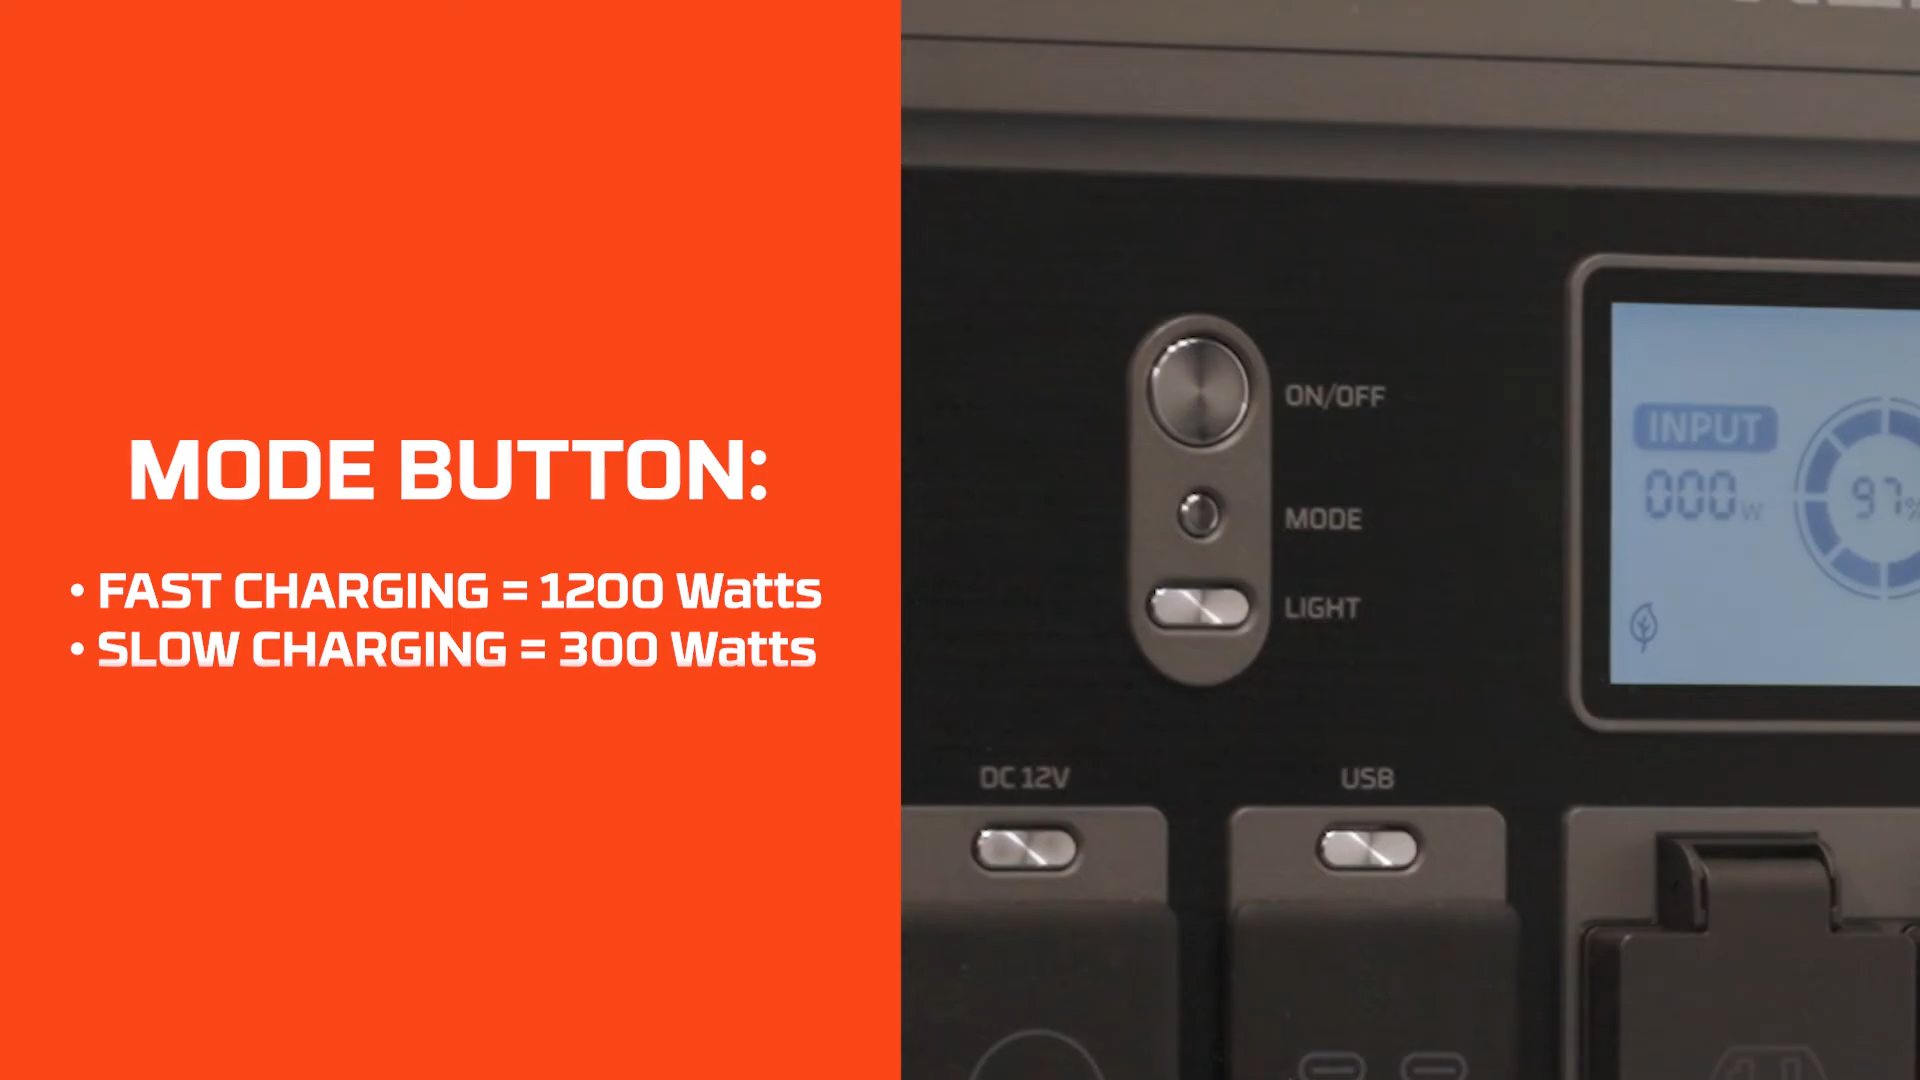 MODE BUTTON:
• FAST CHARGING = 1200 Watts
• SLOW CHARGING = 300 Watts
ON/OFF
MODE
LIGHT
INPUT
000W
97%
DC 12V
USB